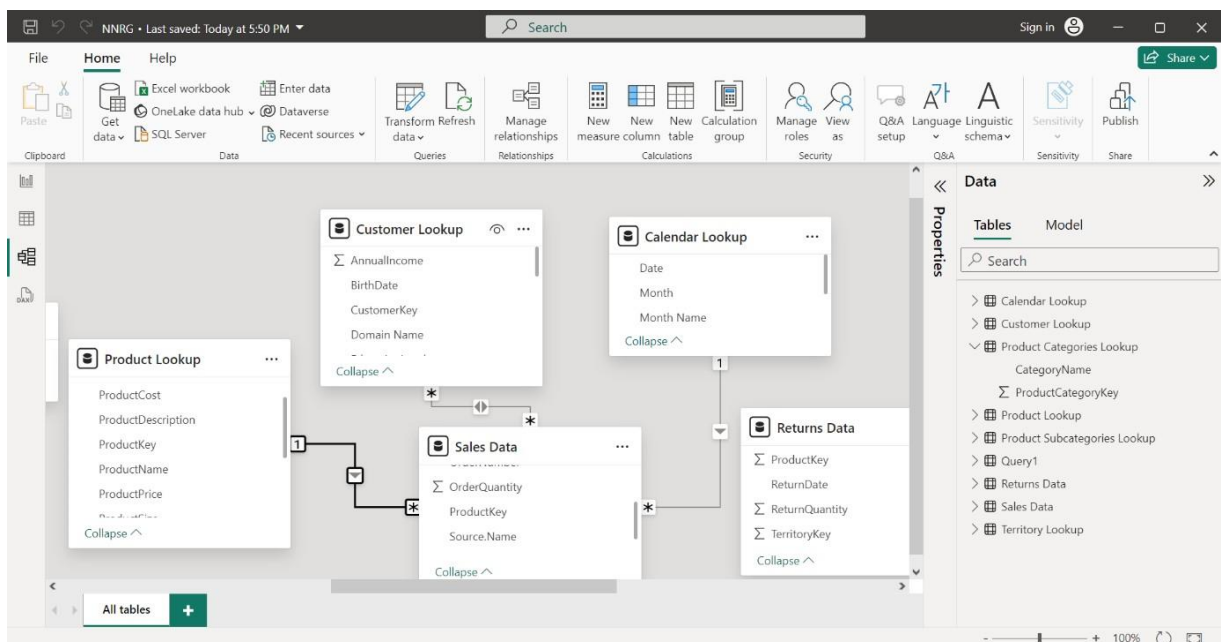 NNRG • Last saved: Today at 5:50 PM
Search
Sign in
File Home Help
Share
Paste
Get data
Excel workbook
OneLake data hub
SQL Server
Enter data
Dataverse
Recent sources
Transform data
Refresh
Manage relationships
New measure
New column
New table
Calculation group
Manage roles
View as
Q&A setup
Language
Linguistic schema
Sensitivity
Publish
Clipboard
Data
Queries
Relationships
Calculations
Security
Q&A
Sensitivity
Share
DAX
Product Lookup
ProductCost
ProductDescription
ProductKey
ProductName
ProductPrice
Collapse
Customer Lookup
Σ AnnualIncome
BirthDate
CustomerKey
Domain Name
Collapse
Calendar Lookup
Date
Month
Month Name
Collapse
1
*
*
1
*
*
Sales Data
Σ OrderQuantity
ProductKey
Source.Name
Collapse
Returns Data
Σ ProductKey
ReturnDate
Σ ReturnQuantity
Σ TerritoryKey
Collapse
Properties
Data
Tables Model
Search
Calendar Lookup
Customer Lookup
Product Categories Lookup
CategoryName
Σ ProductCategoryKey
Product Lookup
Product Subcategories Lookup
Query1
Returns Data
Sales Data
Territory Lookup
All tables
+
- + 100%